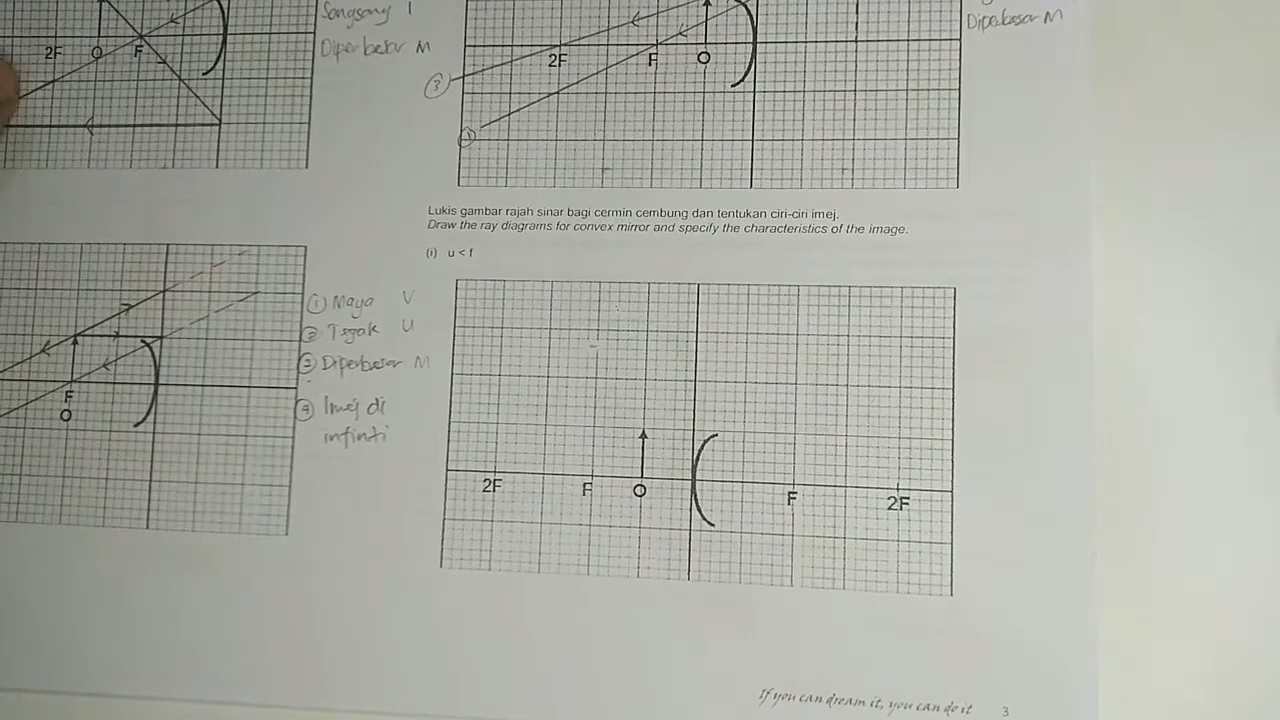 Songsang I
2F O F
Diperbesar M
Diperbesar M
2F F O
③
①
Lukis gambar rajah sinar bagi cermin cembung dan tentukan ciri-ciri imej.
Draw the ray diagrams for convex mirror and specify the characteristics of the image.
(i) u < f
① Maya V
② Tegak U
③ Diperbesar M
④ Imej di
infiniti
F
O
2F F O F 2F
If you can dream it, you can do it 3